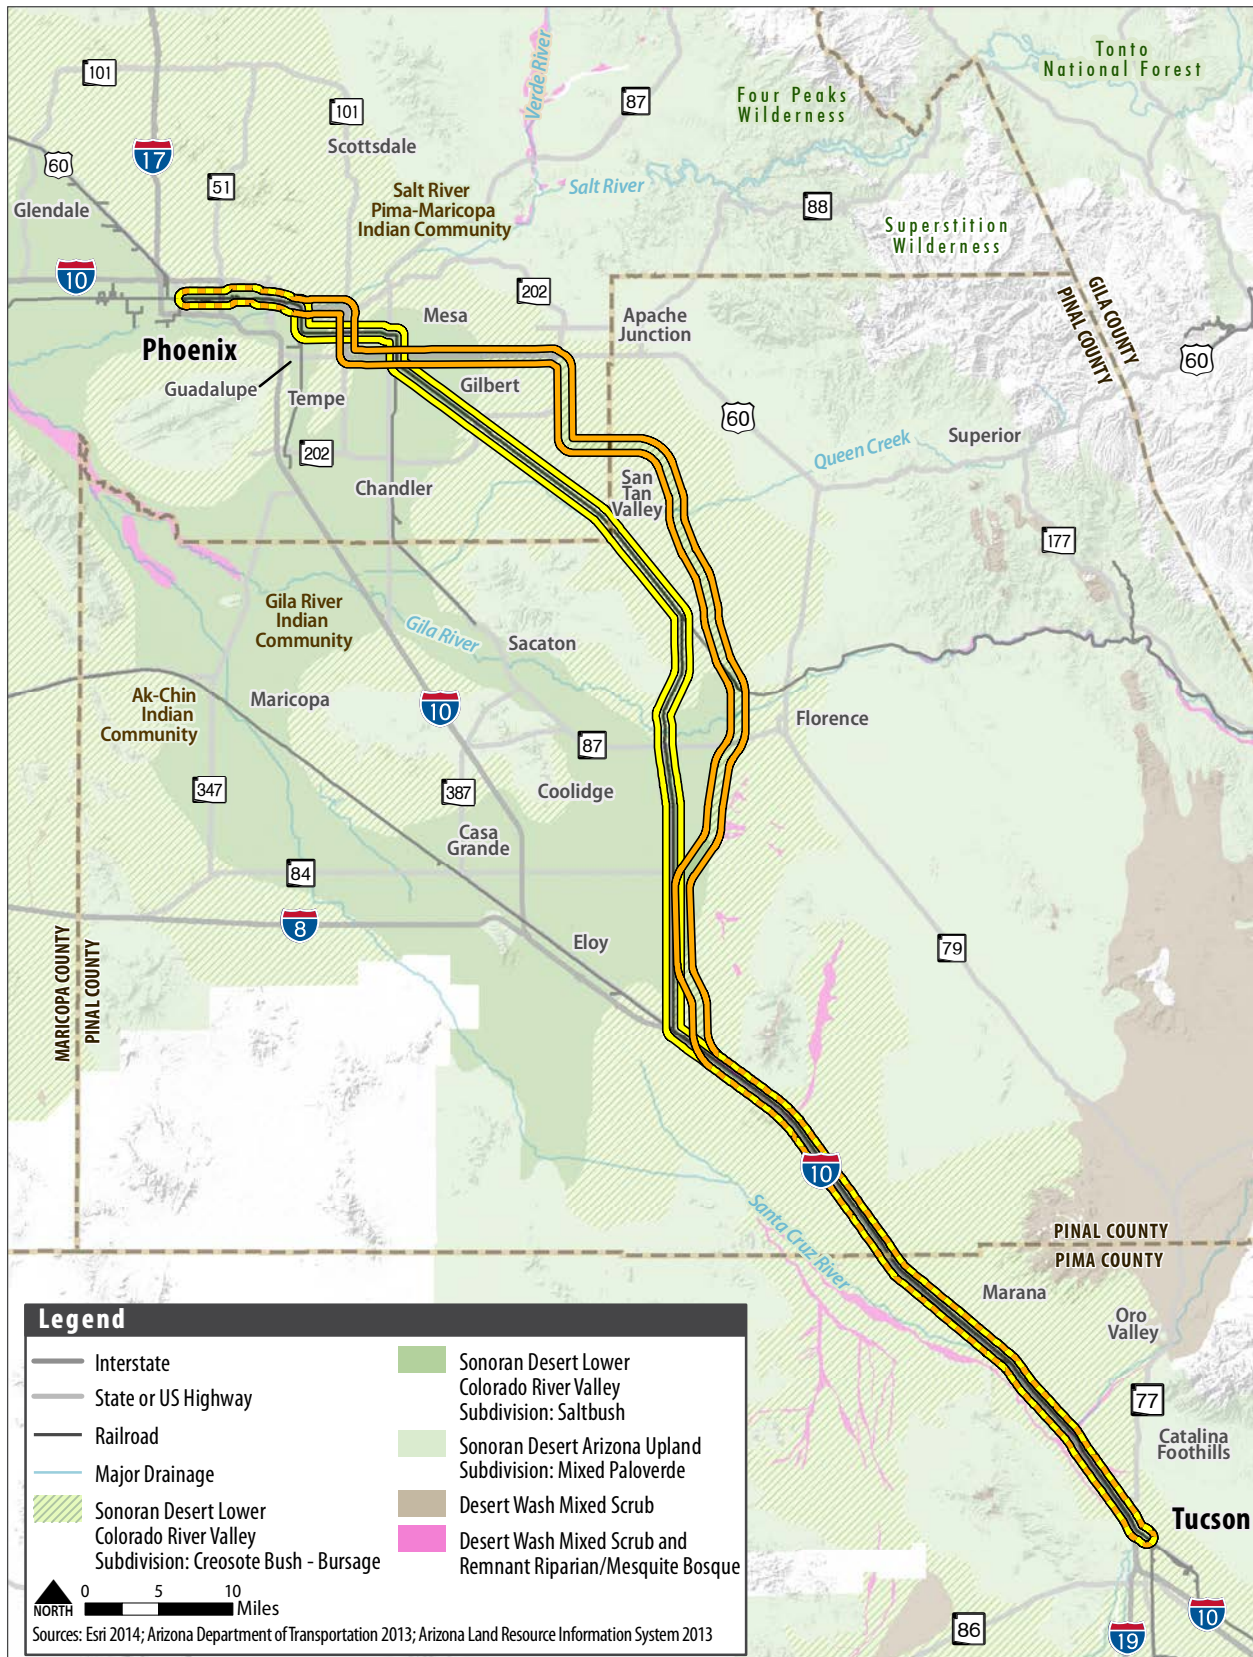 Tonto
National Forest
101
Four Peaks
Wilderness
87
101
Verde River
Scottsdale
17
60
51
Salt River
Pima-Maricopa
Indian Community
Salt River
88
Glendale
Superstition
Wilderness
10
202
GILA COUNTY
PINAL COUNTY
Mesa
Apache
Junction
Phoenix
60
Guadalupe
Tempe
Gilbert
60
Superior
202
Queen Creek
Chandler
San
Tan
Valley
177
Gila River
Indian
Community
Gila River
Sacaton
Ak-Chin
Indian
Community
Maricopa
10
Florence
87
347
387
Coolidge
Casa
Grande
84
8
Eloy
79
MARICOPA COUNTY
PINAL COUNTY
10
Santa Cruz River
PINAL COUNTY
PIMA COUNTY
Marana
Oro
Valley
77
Catalina
Foothills
Tucson
10
86
19
Legend
Interstate
State or US Highway
Railroad
Major Drainage
Sonoran Desert Lower
Colorado River Valley
Subdivision: Creosote Bush - Bursage
Sonoran Desert Lower
Colorado River Valley
Subdivision: Saltbush
Sonoran Desert Arizona Upland
Subdivision: Mixed Paloverde
Desert Wash Mixed Scrub
Desert Wash Mixed Scrub and
Remnant Riparian/Mesquite Bosque
NORTH
0 5 10
Miles
Sources: Esri 2014; Arizona Department of Transportation 2013; Arizona Land Resource Information System 2013